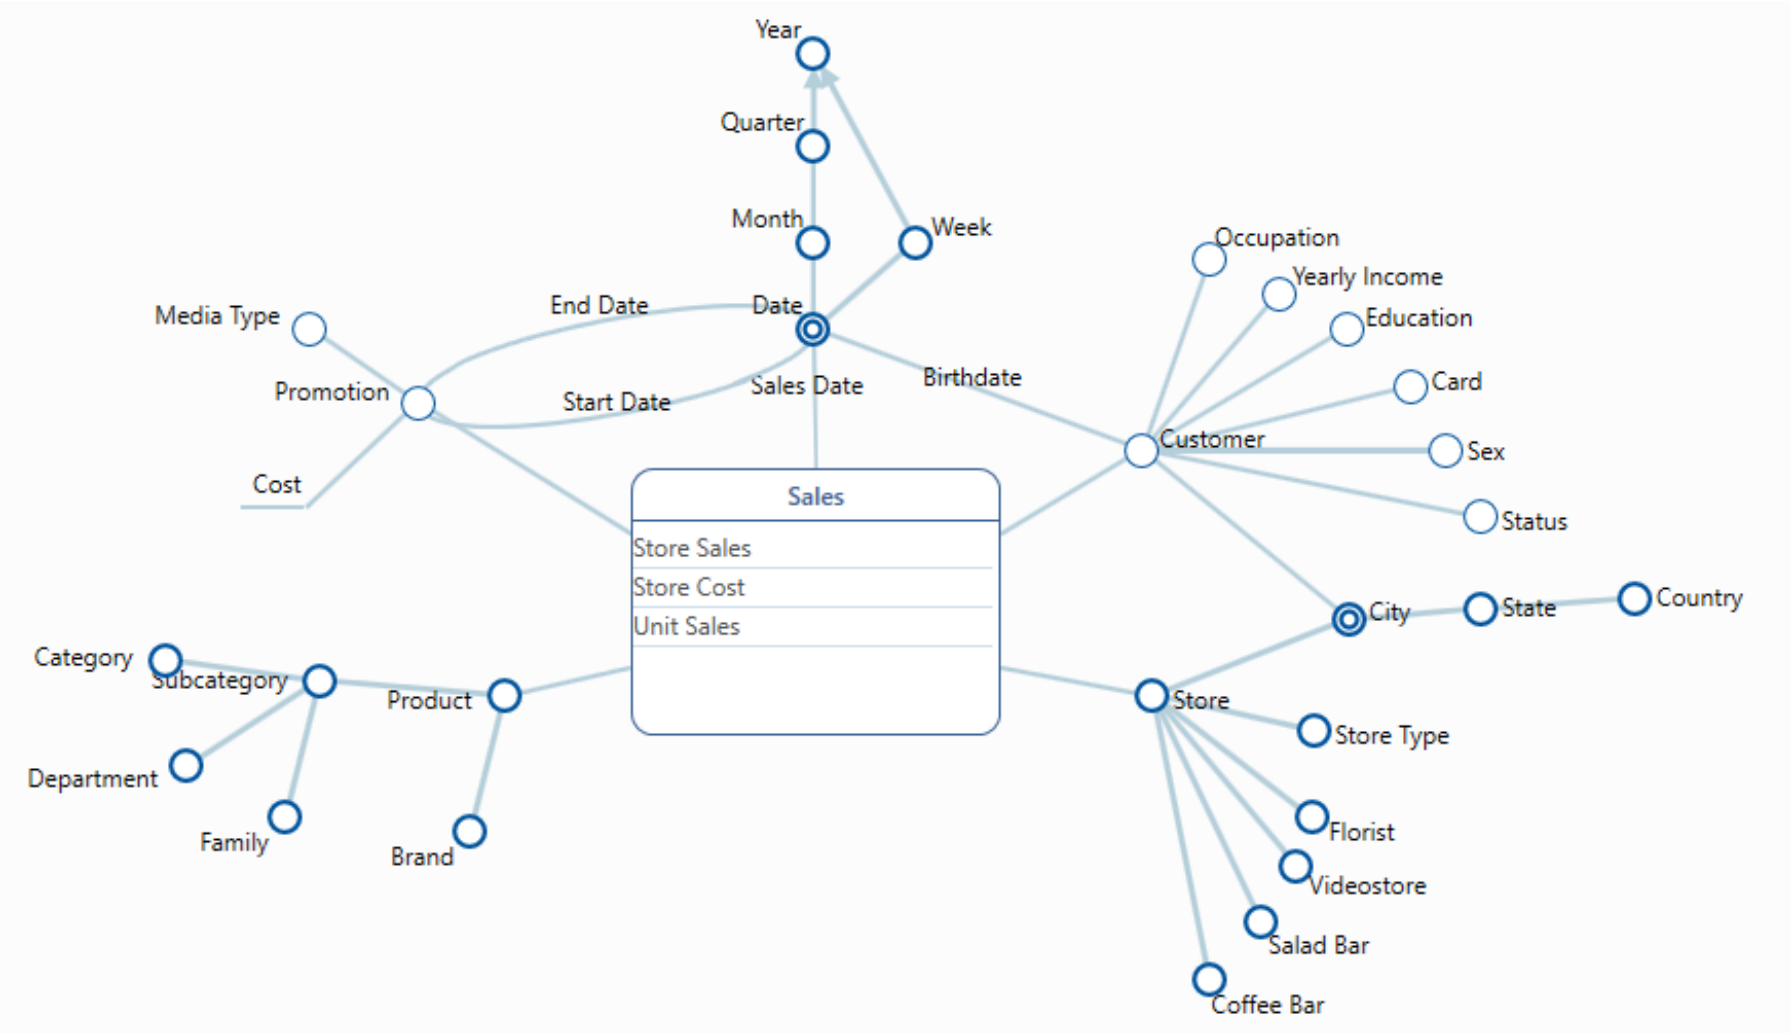 Year
Quarter
Month
Week
Occupation
Yearly Income
Media Type
End Date
Date
Education
Promotion
Start Date
Sales Date
Birthdate
Card
Customer
Sex
Cost
Sales
Status
Store Sales
Store Cost
Unit Sales
City
State
Country
Category
Subcategory
Product
Store
Store Type
Department
Family
Brand
Florist
Videostore
Salad Bar
Coffee Bar